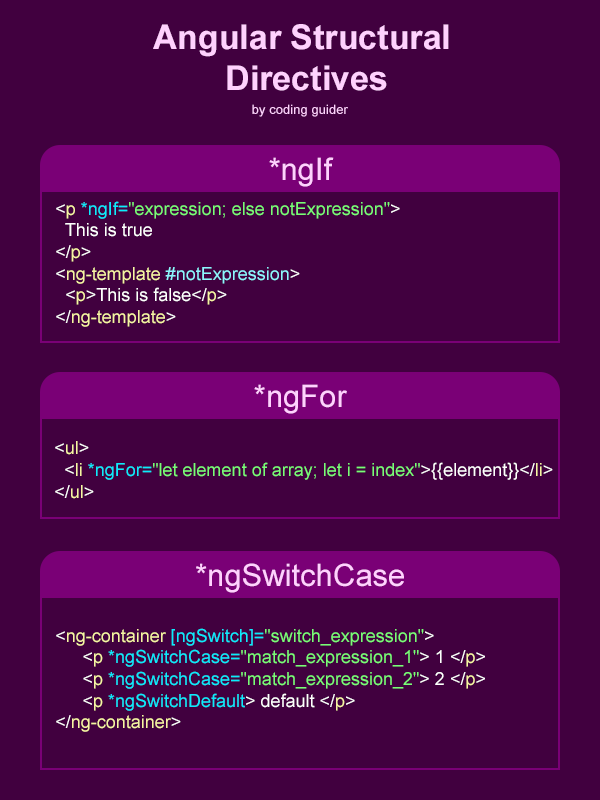 Angular Structural
Directives
by coding guider
*ngIf
<p *ngIf="expression; else notExpression">
This is true
</p>
<ng-template #notExpression>
<p>This is false</p>
</ng-template>
*ngFor
<ul>
<li *ngFor="let element of array; let i = index">{{element}}</li>
</ul>
*ngSwitchCase
<ng-container [ngSwitch]="switch_expression">
<p *ngSwitchCase="match_expression_1"> 1 </p>
<p *ngSwitchCase="match_expression_2"> 2 </p>
<p *ngSwitchDefault> default </p>
</ng-container>